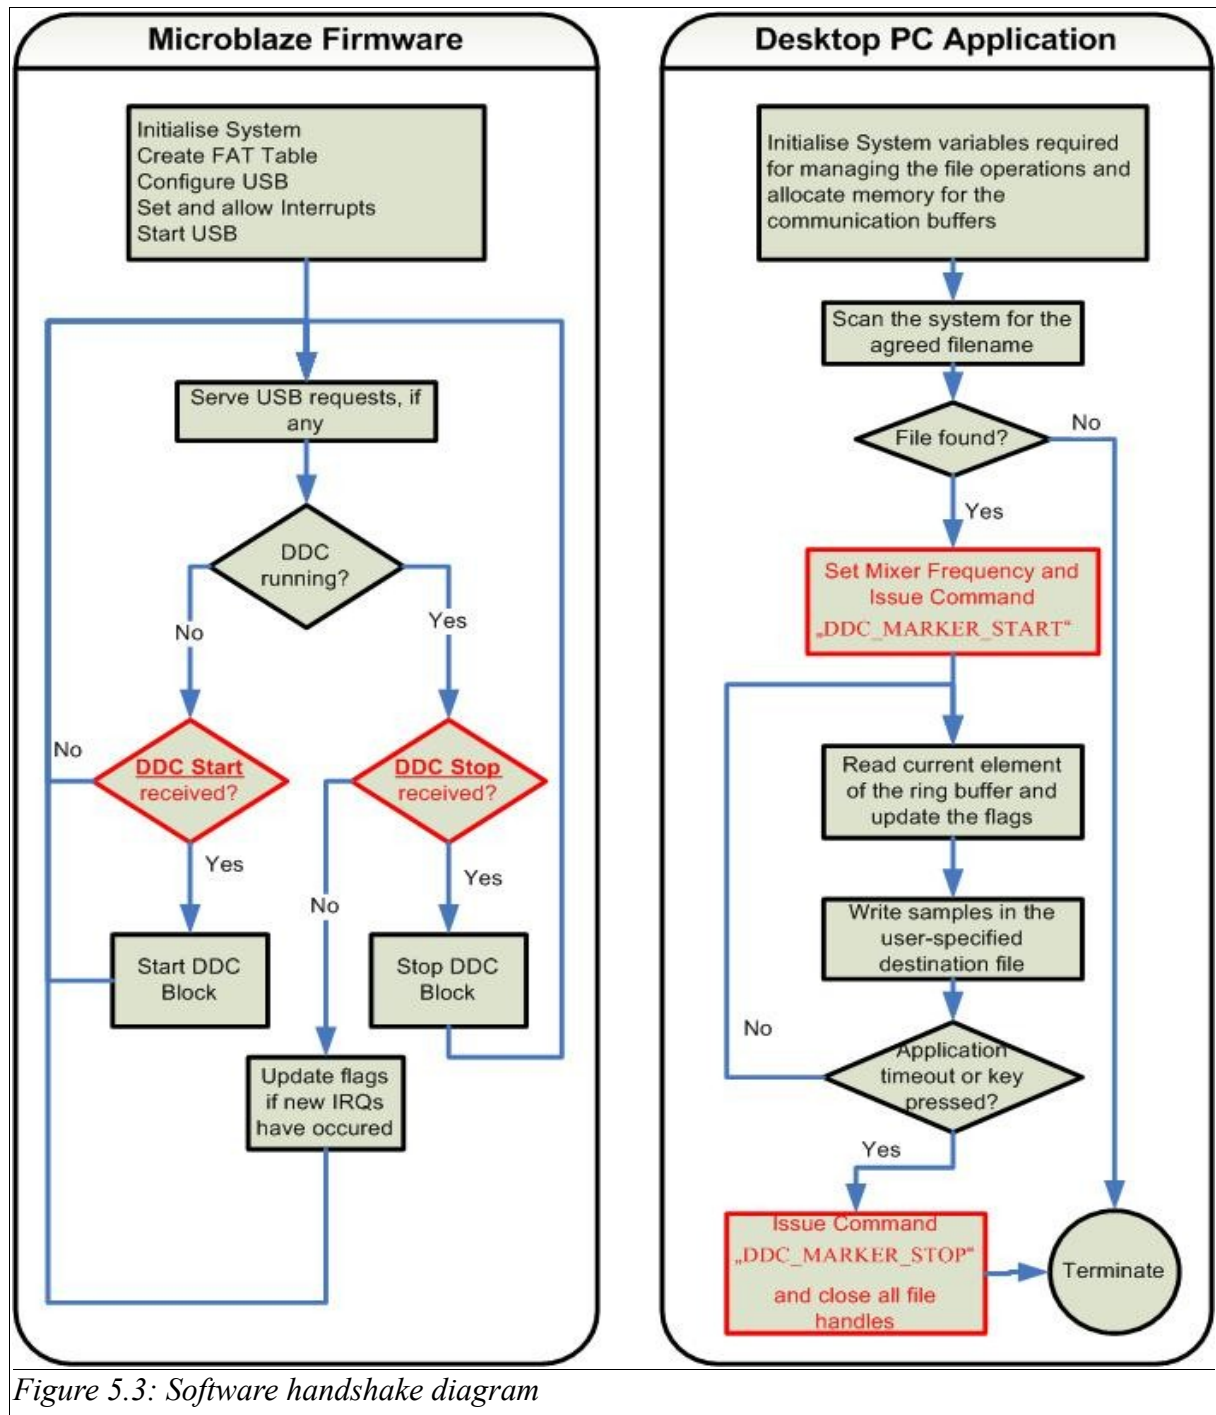 Microblaze Firmware
Initialise System
Create FAT Table
Configure USB
Set and allow Interrupts
Start USB
Serve USB requests, if
any
DDC
running?
No
Yes
No
DDC Start
received?
DDC Stop
received?
Yes
No
Yes
Start DDC
Block
Stop DDC
Block
Update flags
if new IRQs
have occured
Desktop PC Application
Initialise System variables required
for managing the file operations and
allocate memory for the
communication buffers
Scan the system for the
agreed filename
File found?
No
Yes
Set Mixer Frequency and
Issue Command
„DDC_MARKER_START“
Read current element
of the ring buffer and
update the flags
Write samples in the
user-specified
destination file
No
Application
timeout or key
pressed?
Yes
Issue Command
„DDC_MARKER_STOP“
and close all file
handles
Terminate
Figure 5.3: Software handshake diagram